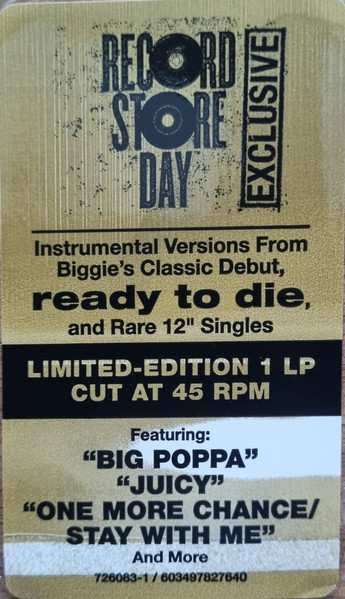 RECORD
STORE
DAY
EXCLUSIVE
Instrumental Versions From
Biggie's Classic Debut,
ready to die,
and Rare 12" Singles
LIMITED-EDITION 1 LP
CUT AT 45 RPM
Featuring:
“BIG POPPA”
“JUICY”
“ONE MORE CHANCE/
STAY WITH ME”
And More
726083-1 / 603497827640